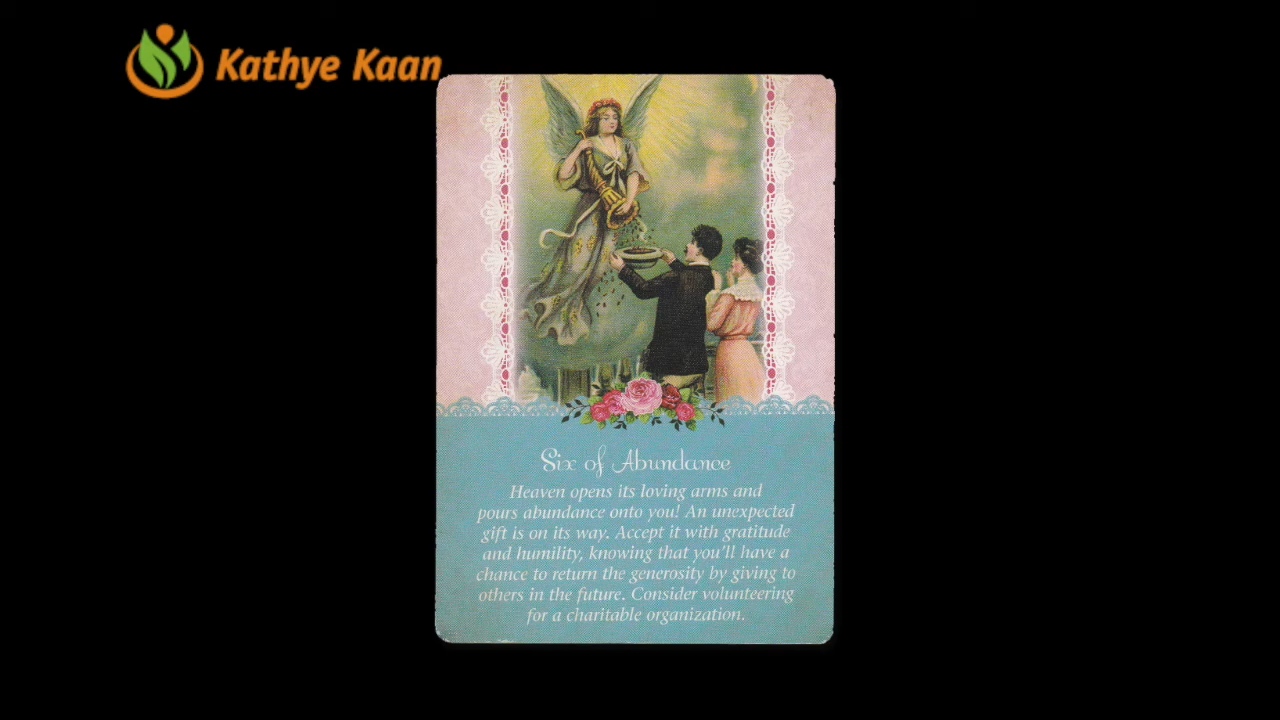 Kathye Kaan
Six of Abundance
Heaven opens its loving arms and
pours abundance onto you! An unexpected
gift is on its way. Accept it with gratitude
and humility, knowing that you'll have a
chance to return the generosity by giving to
others in the future. Consider volunteering
for a charitable organization.